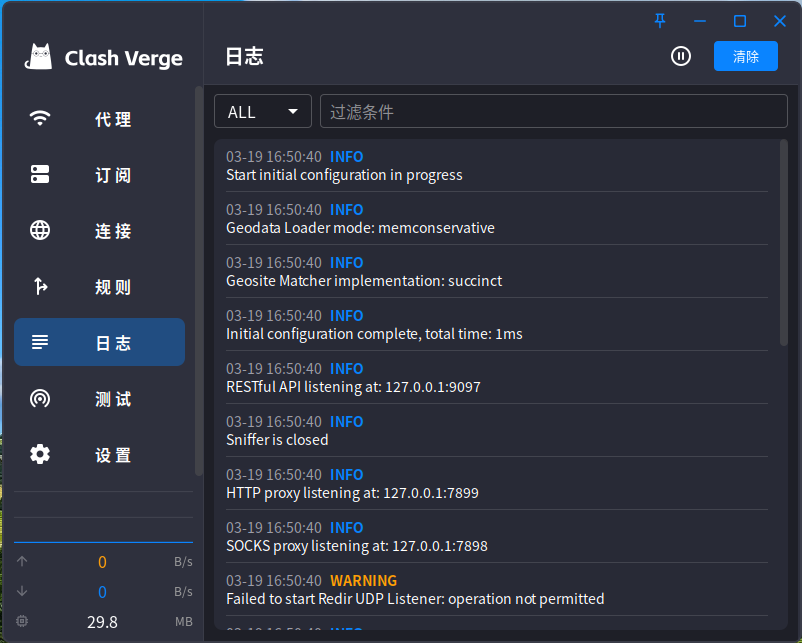 Clash Verge
代理
订阅
连接
规则
日志
测试
设置
0 B/s
0 B/s
29.8 MB
日志
清除
ALL
过滤条件
03-19 16:50:40 INFO
Start initial configuration in progress
03-19 16:50:40 INFO
Geodata Loader mode: memconservative
03-19 16:50:40 INFO
Geosite Matcher implementation: succinct
03-19 16:50:40 INFO
Initial configuration complete, total time: 1ms
03-19 16:50:40 INFO
RESTful API listening at: 127.0.0.1:9097
03-19 16:50:40 INFO
Sniffer is closed
03-19 16:50:40 INFO
HTTP proxy listening at: 127.0.0.1:7899
03-19 16:50:40 INFO
SOCKS proxy listening at: 127.0.0.1:7898
03-19 16:50:40 WARNING
Failed to start Redir UDP Listener: operation not permitted